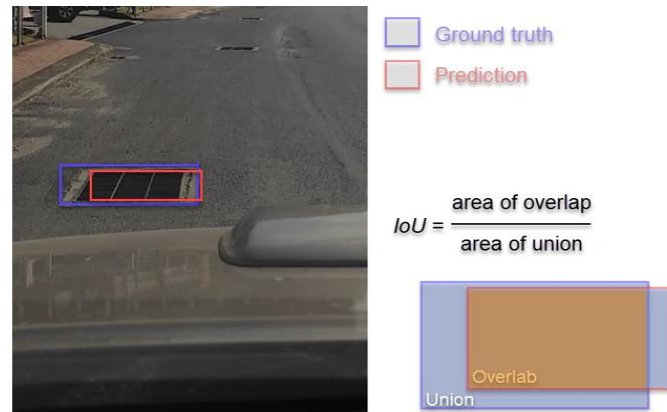 Ground truth
Prediction
IoU = area of overlap
area of union
Overlab
Union